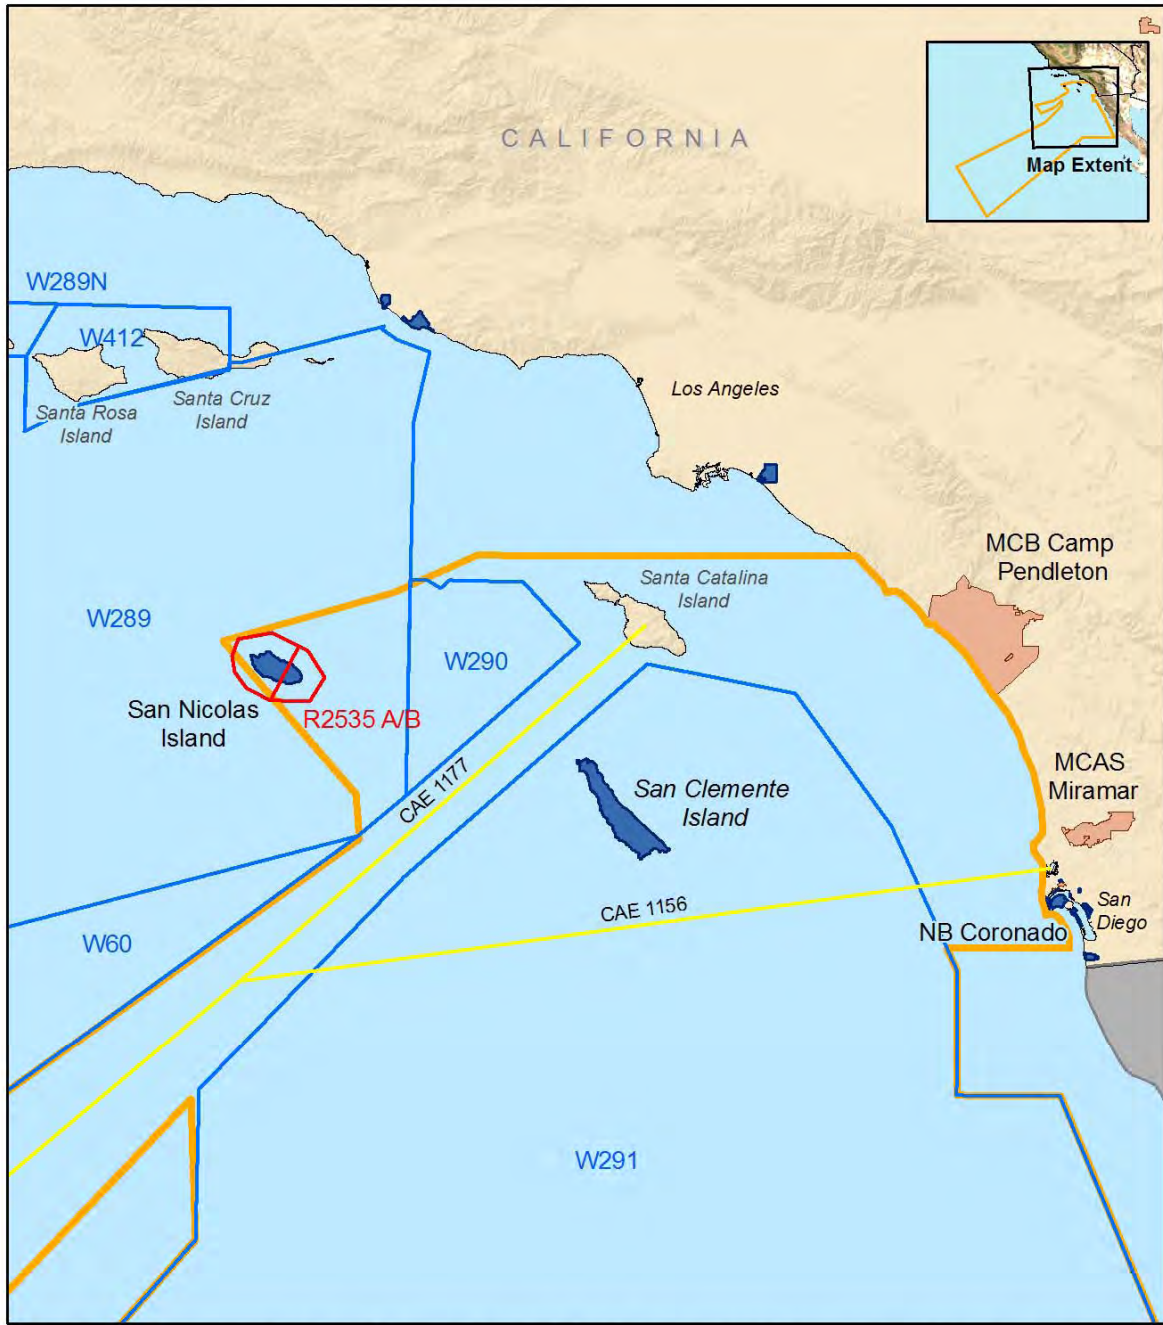 CALIFORNIA
Map Extent
W289N
W412
Santa Rosa
Island
Santa Cruz
Island
Los Angeles
MCB Camp
Pendleton
Santa Catalina
Island
W289
W290
San Nicolas
Island
R2535 A/B
CAE 1177
San Clemente
Island
MCAS
Miramar
CAE 1156
San
Diego
NB Coronado
W60
W291